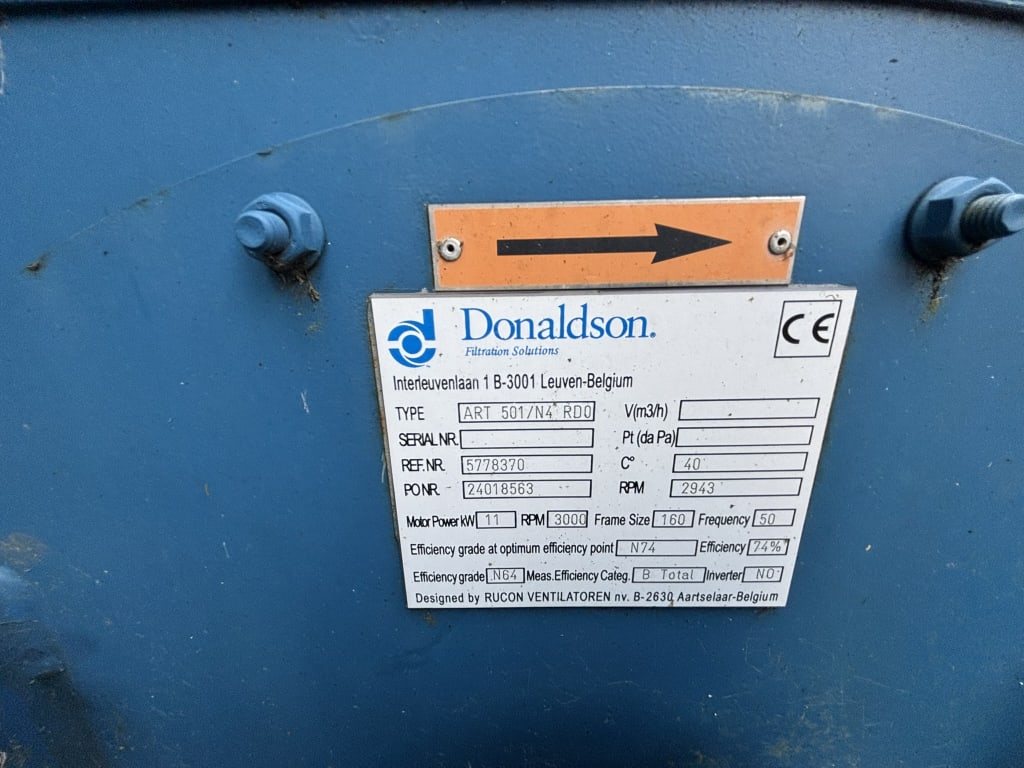 Donaldson.
Filtration Solutions
CE
Interleuvenlaan 1 B-3001 Leuven-Belgium
TYPE ART 501/N4 RD0 V(m3/h)
SERIAL NR. Pt (da Pa)
REF. NR. 5778370 C° 40
PO NR. 24018563 RPM 2943
Motor Power kW 11 RPM 3000 Frame Size 160 Frequency 50
Efficiency grade at optimum efficiency point N74 Efficiency 74%
Efficiency grade N64 Meas. Efficiency Categ. B Total Inverter NO
Designed by RUCON VENTILATOREN nv. B-2630 Aartselaar-Belgium